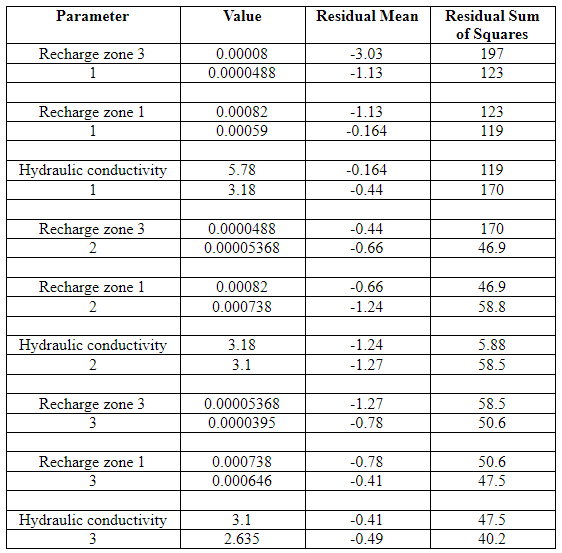 Parameter Value Residual Mean Residual Sum
of Squares
Recharge zone 3 0.00008 -3.03 197
1 0.0000488 -1.13 123
Recharge zone 1 0.00082 -1.13 123
1 0.00059 -0.164 119
Hydraulic conductivity 5.78 -0.164 119
1 3.18 -0.44 170
Recharge zone 3 0.0000488 -0.44 170
2 0.00005368 -0.66 46.9
Recharge zone 1 0.00082 -0.66 46.9
2 0.000738 -1.24 58.8
Hydraulic conductivity 3.18 -1.24 5.88
2 3.1 -1.27 58.5
Recharge zone 3 0.00005368 -1.27 58.5
3 0.0000395 -0.78 50.6
Recharge zone 1 0.000738 -0.78 50.6
3 0.000646 -0.41 47.5
Hydraulic conductivity 3.1 -0.41 47.5
3 2.635 -0.49 40.2